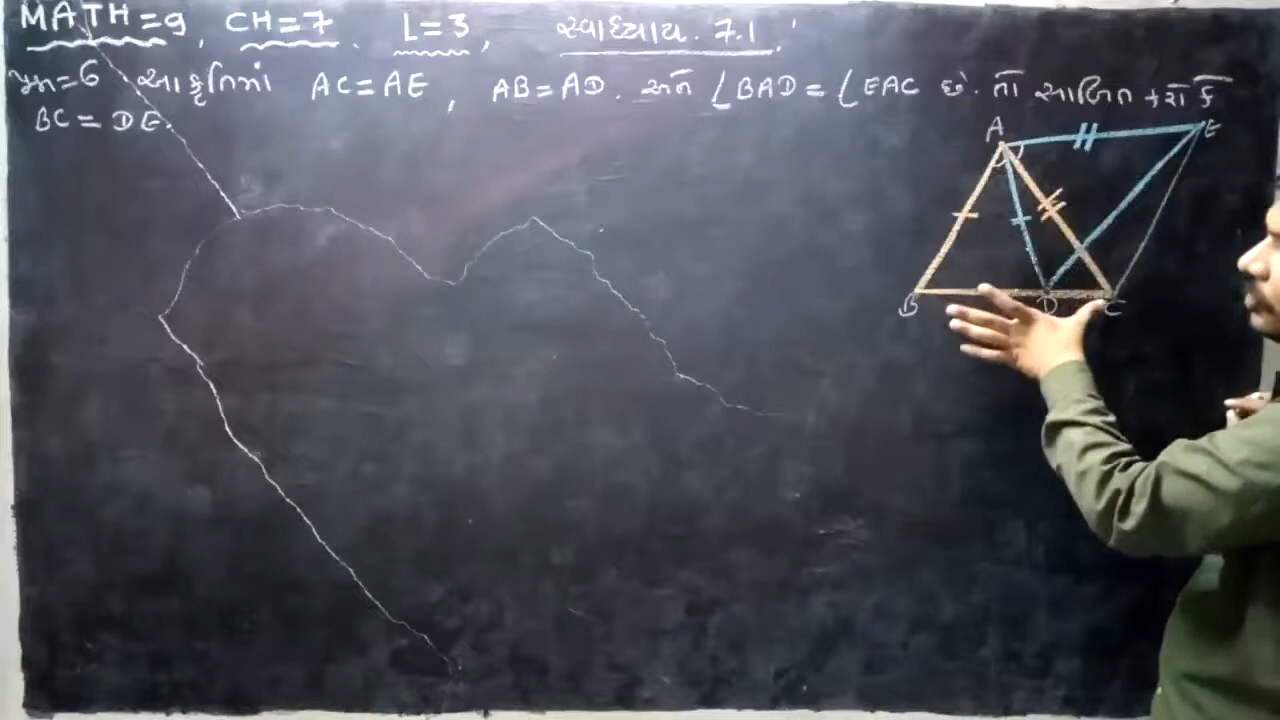 MATH=9, CH=7. L=3, સ્વાધ્યાય. 7.1
પ્રશ્ન=6 આકૃતિમાં AC=AE, AB=AD. અને ∠BAD=∠EAC છે. તો સાબિત કરો કે
BC=DE.
A
E
B
D
C